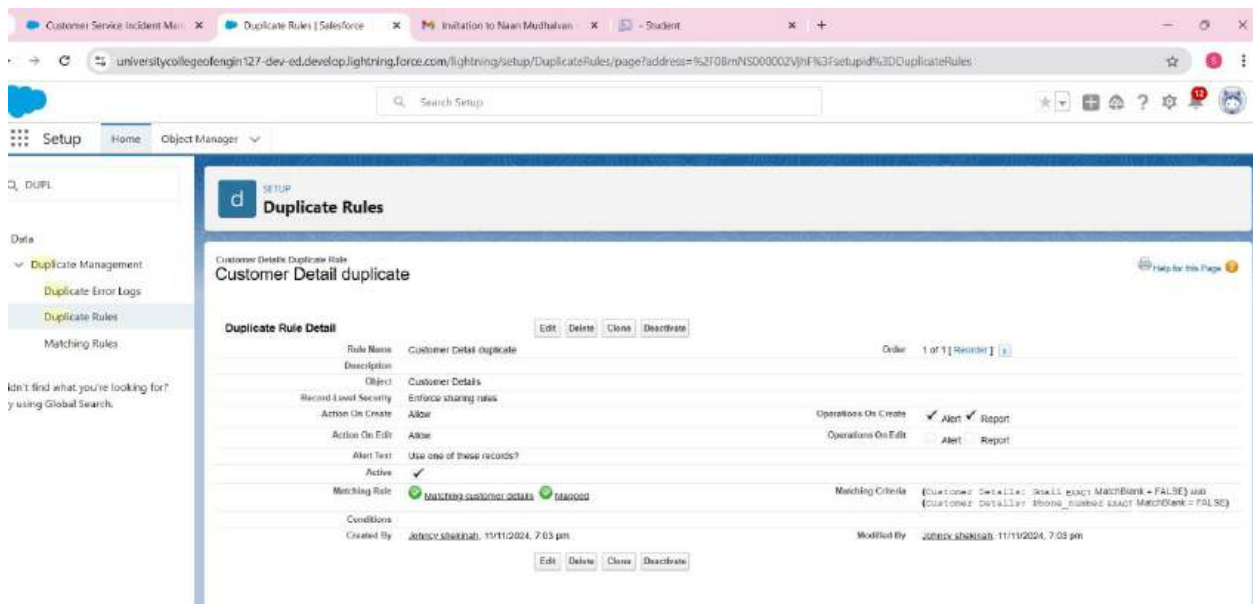 Customer Service Incident Man
Duplicate Rules | Salesforce
Invitation to Naan Mudhalvan
- Student
universitycollegeofengin127-dev-ed.develop.lightning.force.com/lightning/setup/DuplicateRules/page?address=%2F0BmNS000002VjhF%3Fsetupid%3DDuplicateRules
Search Setup
12
Setup Home Object Manager
DUPL
SETUP
d Duplicate Rules
Data
Duplicate Management
Duplicate Error Logs
Duplicate Rules
Matching Rules
idn't find what you're looking for?
y using Global Search.
Customer Details Duplicate Rule
Customer Detail duplicate
Help for this Page
Duplicate Rule Detail Edit Delete Clone Deactivate
Rule Name Customer Detail duplicate Order 1 of 1 [ Reorder ]
Description
Object Customer Details
Record-Level Security Enforce sharing rules
Action On Create Allow Operations On Create Alert Report
Action On Edit Allow Operations On Edit Alert Report
Alert Text Use one of these records?
Active
Matching Rule Matching customer details Mapped Matching Criteria (Customer Details: Gmail EXACT MatchBlank = FALSE) AND
(Customer Details: Phone_number EXACT MatchBlank = FALSE)
Conditions
Created By Johncy shekinah, 11/11/2024, 7:03 pm Modified By Johncy shekinah, 11/11/2024, 7:03 pm
Edit Delete Clone Deactivate